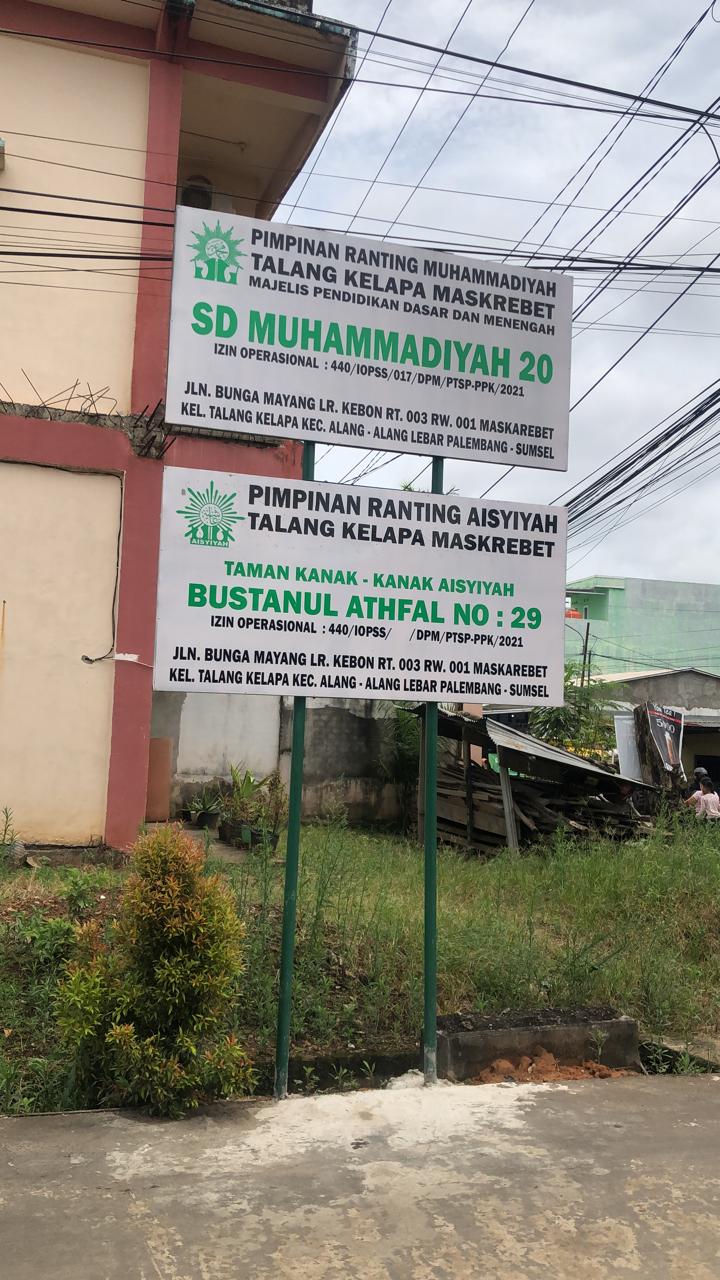 PIMPINAN RANTING MUHAMMADIYAH
TALANG KELAPA MASKREBET
MAJELIS PENDIDIKAN DASAR DAN MENENGAH
SD MUHAMMADIYAH 20
IZIN OPERASIONAL : 440/IOPSS/017/DPM/PTSP-PPK/2021
JLN. BUNGA MAYANG LR. KEBON RT. 003 RW. 001 MASKAREBET
KEL. TALANG KELAPA KEC. ALANG - ALANG LEBAR PALEMBANG - SUMSEL
AISYIYAH
PIMPINAN RANTING AISYIYAH
TALANG KELAPA MASKREBET
TAMAN KANAK - KANAK AISYIYAH
BUSTANUL ATHFAL NO : 29
IZIN OPERASIONAL : 440/IOPSS/ /DPM/PTSP-PPK/2021
JLN. BUNGA MAYANG LR. KEBON RT. 003 RW. 001 MASKAREBET
KEL. TALANG KELAPA KEC. ALANG - ALANG LEBAR PALEMBANG - SUMSEL